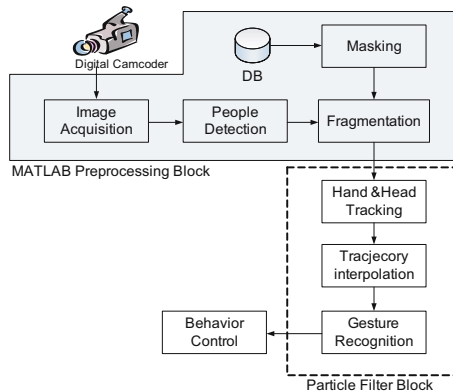 Digital Camcoder
DB
Masking
Image
Acquisition
People
Detection
Fragmentation
MATLAB Preprocessing Block
Hand &Head
Tracking
Tracjecory
interpolation
Behavior
Control
Gesture
Recognition
Particle Filter Block